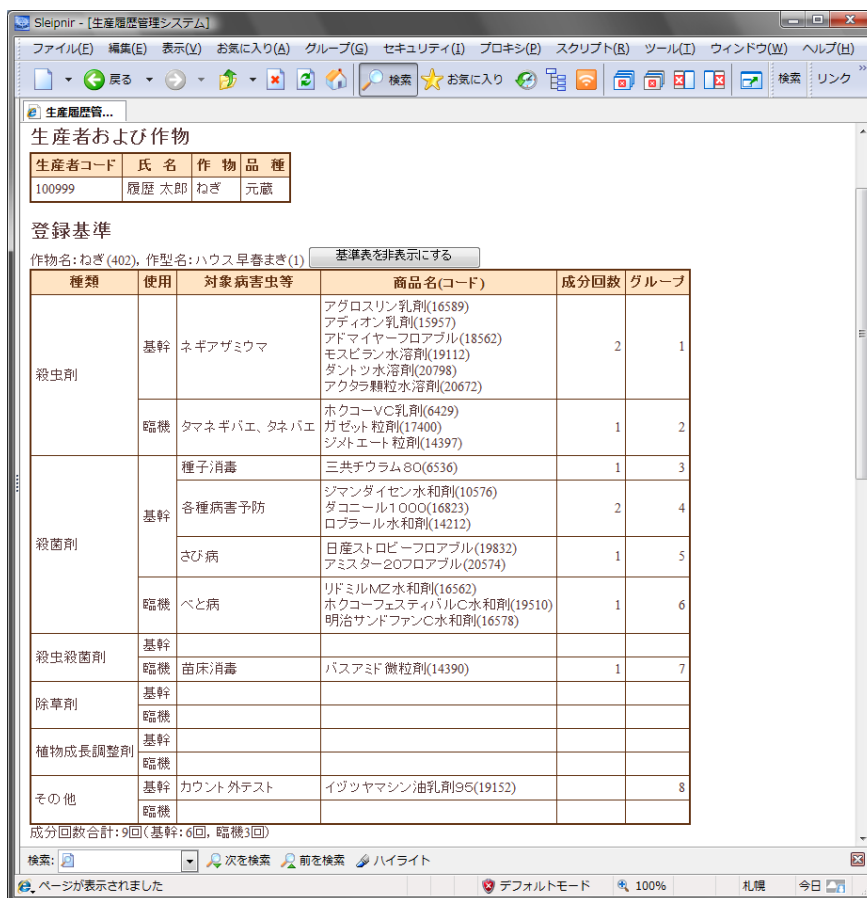 Sleipnir - [生産履歴管理システム]
ファイル(F) 編集(E) 表示(V) お気に入り(A) グループ(G) セキュリティ(I) プロキシ(P) スクリプト(R) ツール(T) ウィンドウ(W) ヘルプ(H)
戻る 検索 お気に入り 検索 リンク »
生産履歴管...
生産者および作物
生産者コード 氏 名 作 物 品 種
100999 履歴 太郎 ねぎ 元蔵
登録基準
作物名:ねぎ(402), 作型名:ハウス早春まき(1) 基準表を非表示にする
種類 使用 対象病害虫等 商品名(コード) 成分回数 グループ
殺虫剤 基幹 ネギアザミウマ アグロスリン乳剤(16589)
アディオン乳剤(15957)
アドマイヤーフロアブル(18562)
モスピラン水溶剤(19112)
ダントツ水溶剤(20798)
アクタラ顆粒水溶剤(20672) 2 1
臨機 タマネギバエ、タネバエ ホクコーVC乳剤(6429)
ガゼット粒剤(17400)
ジメトエート粒剤(14397) 1 2
殺菌剤 基幹 種子消毒 三共チウラム80(6536) 1 3
各種病害予防 ジマンダイセン水和剤(10576)
ダコニール1000(16823)
ロブラール水和剤(14212) 2 4
さび病 日産ストロビーフロアブル(19832)
アミスター20フロアブル(20574) 1 5
臨機 べと病 リドミルMZ水和剤(16562)
ホクコーフェスティバルC水和剤(19510)
明治サンドファンC水和剤(16578) 1 6
殺虫殺菌剤 基幹
臨機 苗床消毒 バスアミド微粒剤(14390) 1 7
除草剤 基幹
臨機
植物成長調整剤 基幹
臨機
その他 基幹 カウント外テスト イヅツヤマシン油乳剤95(19152) 8
臨機
成分回数合計:9回(基幹:6回, 臨機3回)
検索: 次を検索 前を検索 ハイライト
ページが表示されました デフォルトモード 100% 札幌 今日